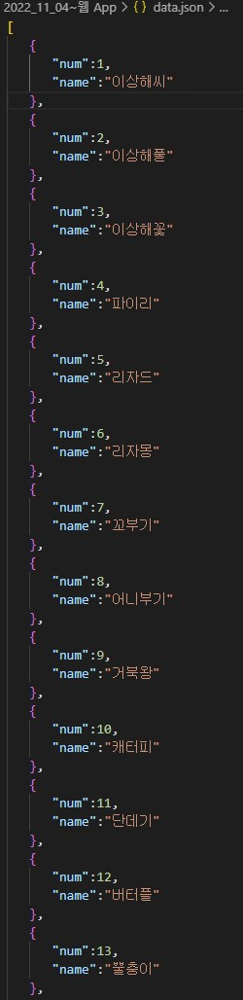 2022_11_04~웹 App > {} data.json > ...
[
{
"num":1,
"name":"이상해씨"
},
{
"num":2,
"name":"이상해풀"
},
{
"num":3,
"name":"이상해꽃"
},
{
"num":4,
"name":"파이리"
},
{
"num":5,
"name":"리자드"
},
{
"num":6,
"name":"리자몽"
},
{
"num":7,
"name":"꼬부기"
},
{
"num":8,
"name":"어니부기"
},
{
"num":9,
"name":"거북왕"
},
{
"num":10,
"name":"캐터피"
},
{
"num":11,
"name":"단데기"
},
{
"num":12,
"name":"버터플"
},
{
"num":13,
"name":"뿔충이"
},